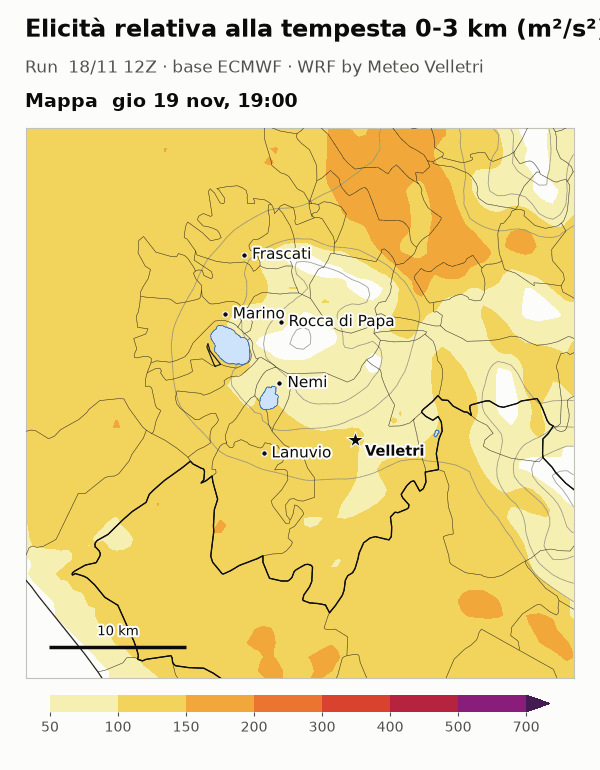 Elicità relativa alla tempesta 0-3 km (m²/s²)
Run 18/11 12Z · base ECMWF · WRF by Meteo Velletri
Mappa gio 19 nov, 19:00
Frascati
Marino
Rocca di Papa
Nemi
Velletri
Lanuvio
10 km
50 100 150 200 300 400 500 700